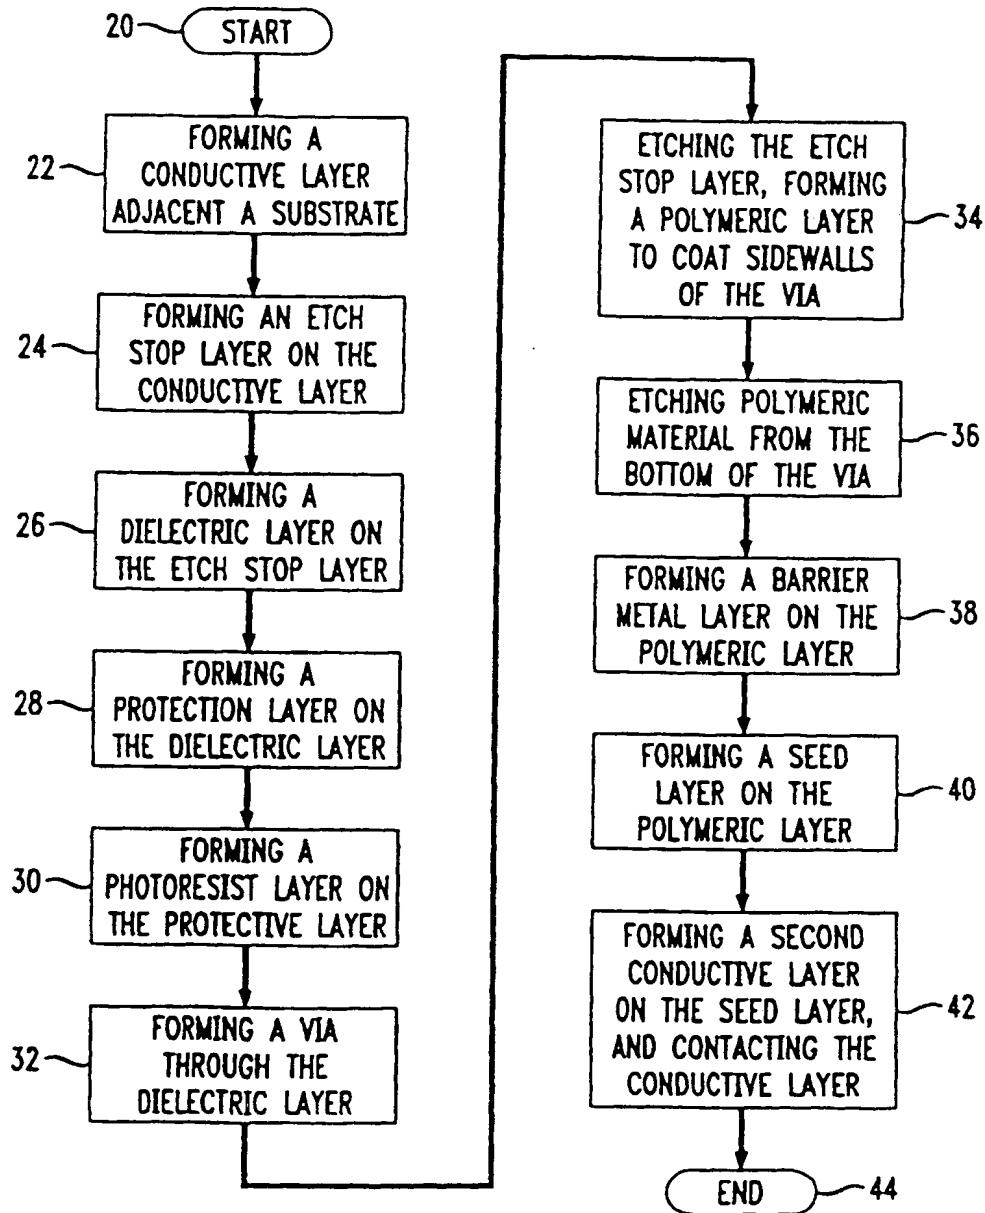 20
START
22
FORMING A
CONDUCTIVE LAYER
ADJACENT A SUBSTRATE
24
FORMING AN ETCH
STOP LAYER ON THE
CONDUCTIVE LAYER
26
FORMING A
DIELECTRIC LAYER ON
THE ETCH STOP LAYER
28
FORMING A
PROTECTION LAYER ON
THE DIELECTRIC LAYER
30
FORMING A
PHOTORESIST LAYER ON
THE PROTECTIVE LAYER
32
FORMING A VIA
THROUGH THE
DIELECTRIC LAYER
ETCHING THE ETCH
STOP LAYER, FORMING
A POLYMERIC LAYER
TO COAT SIDEWALLS
OF THE VIA
34
ETCHING POLYMERIC
MATERIAL FROM THE
BOTTOM OF THE VIA
36
FORMING A BARRIER
METAL LAYER ON THE
POLYMERIC LAYER
38
FORMING A SEED
LAYER ON THE
POLYMERIC LAYER
40
FORMING A SECOND
CONDUCTIVE LAYER
ON THE SEED LAYER,
AND CONTACTING THE
CONDUCTIVE LAYER
42
END
44